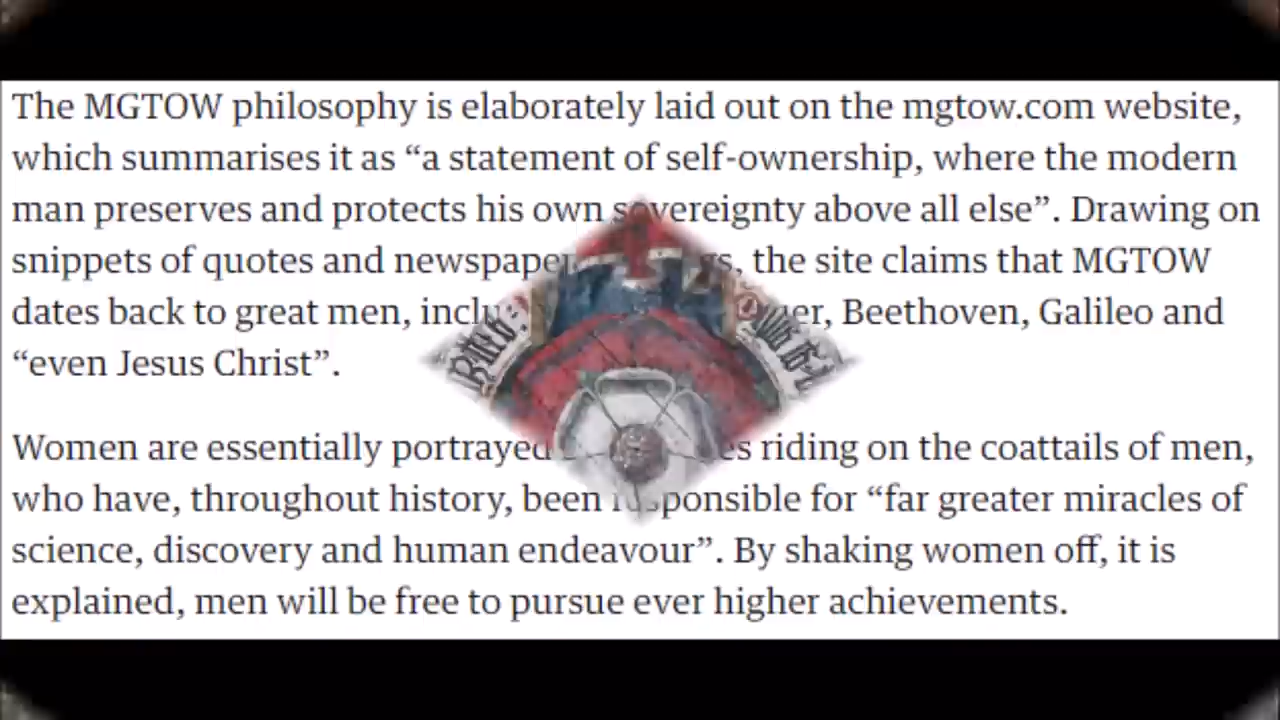 The MGTOW philosophy is elaborately laid out on the mgtow.com website,
which summarises it as “a statement of self-ownership, where the modern
man preserves and protects his own sovereignty above all else”. Drawing on
snippets of quotes and newspaper the site claims that MGTOW
dates back to great men, Beethoven, Galileo and
“even Jesus Christ”.
Women are essentially portrayed riding on the coattails of men,
who have, throughout history, been responsible for “far greater miracles of
science, discovery and human endeavour”. By shaking women off, it is
explained, men will be free to pursue ever higher achievements.